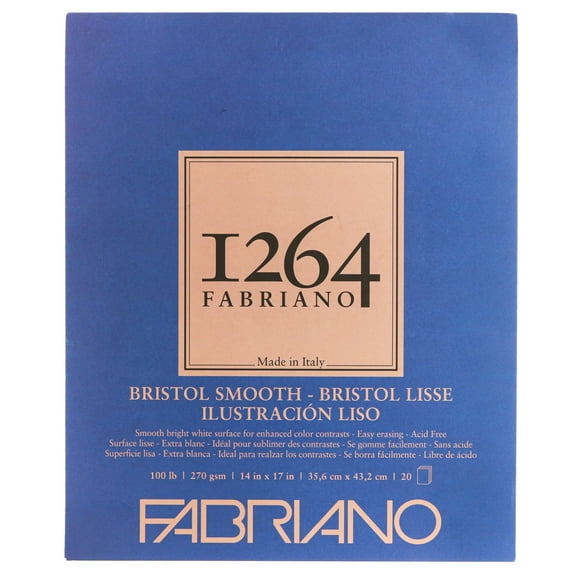 1264
FABRIANO
Made in Italy
BRISTOL SMOOTH - BRISTOL LISSE
ILUSTRACIÓN LISO
Smooth bright white surface for enhanced color contrasts - Easy erasing - Acid Free
Surface lisse - Extra blanc - Idéal pour sublimer des contrastes - Se gomme facilement - Sans acide
Superficie lisa - Extra blanca - Ideal para realzar los contrastes - Se borra fácilmente - Libre de ácido
100 lb | 270 gsm | 14 in x 17 in | 35,6 cm x 43,2 cm | 20
FABRIANO